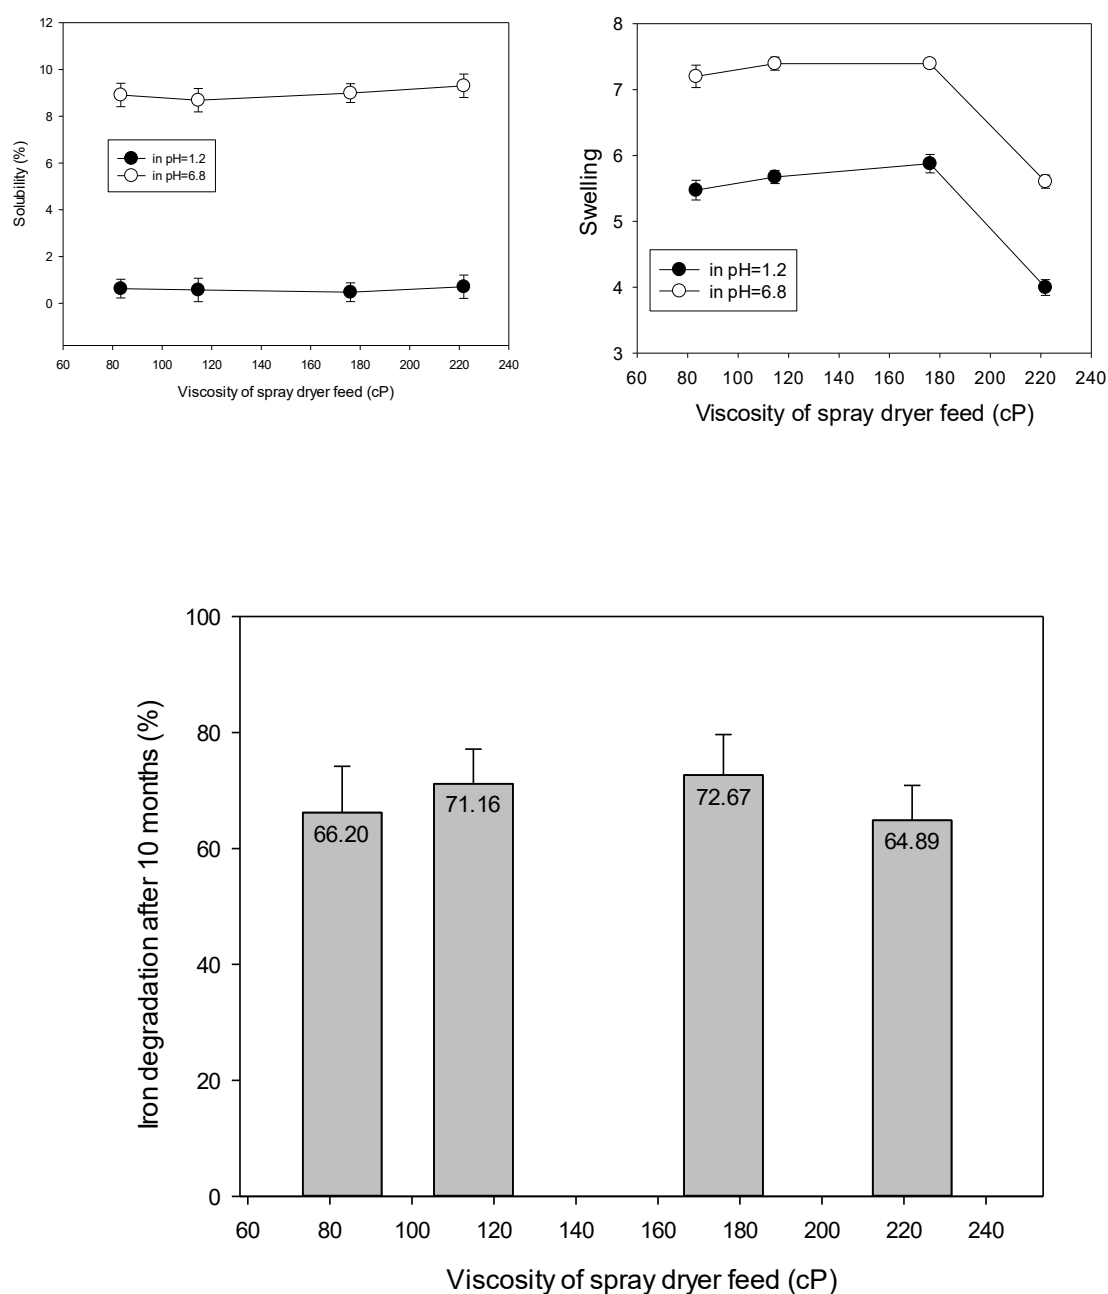 12
10
8
6
4
2
0
Solubility (%)
in pH=1.2
in pH=6.8
60 80 100 120 140 160 180 200 220 240
Viscosity of spray dryer feed (cP)
8
7
6
5
4
3
Swelling
in pH=1.2
in pH=6.8
60 80 100 120 140 160 180 200 220 240
Viscosity of spray dryer feed (cP)
100
80
60
40
20
0
Iron degradation after 10 months (%)
66.20
71.16
72.67
64.89
60 80 100 120 140 160 180 200 220 240
Viscosity of spray dryer feed (cP)